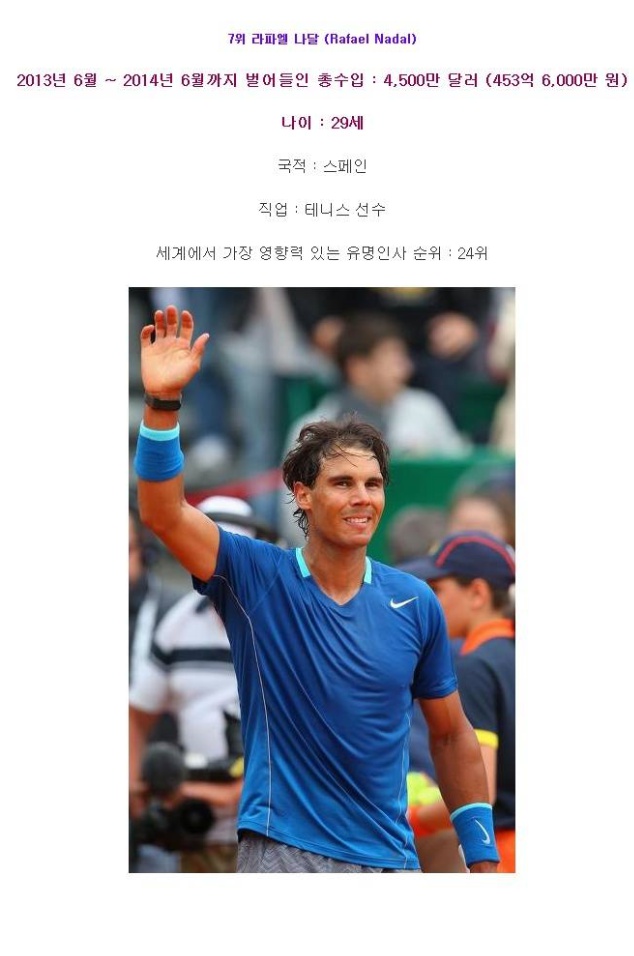 7위 라파엘 나달 (Rafael Nadal)
2013년 6월 ~ 2014년 6월까지 벌어들인 총수입 : 4,500만 달러 (453억 6,000만 원)
나이 : 29세
국적 : 스페인
직업 : 테니스 선수
세계에서 가장 영향력 있는 유명인사 순위 : 24위